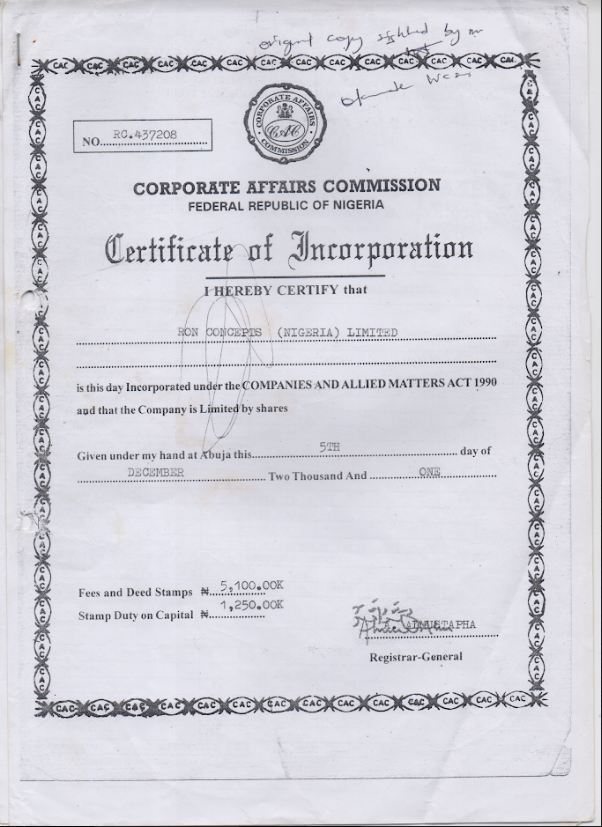 original copy sighted by me
CAC CAC CAC CAC CAC CAC CAC CAC CAC CAC CAC CAC CAC
CORPORATE AFFAIRS
CAC
COMMISSION
NO. RC.437208
CORPORATE AFFAIRS COMMISSION
FEDERAL REPUBLIC OF NIGERIA
Certificate of Incorporation
I HEREBY CERTIFY that
RON CONCEPTS (NIGERIA) LIMITED
is this day Incorporated under the COMPANIES AND ALLIED MATTERS ACT 1990
and that the Company is Limited by shares
Given under my hand at Abuja this 5TH day of
DECEMBER Two Thousand And ONE
Fees and Deed Stamps ₦ 5,100.00K
Stamp Duty on Capital ₦ 1,250.00K
Registrar-General